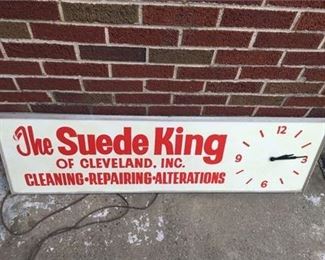 The Suede King
OF CLEVELAND, INC.
CLEANING•REPAIRING•ALTERATIONS
12
9 3
6